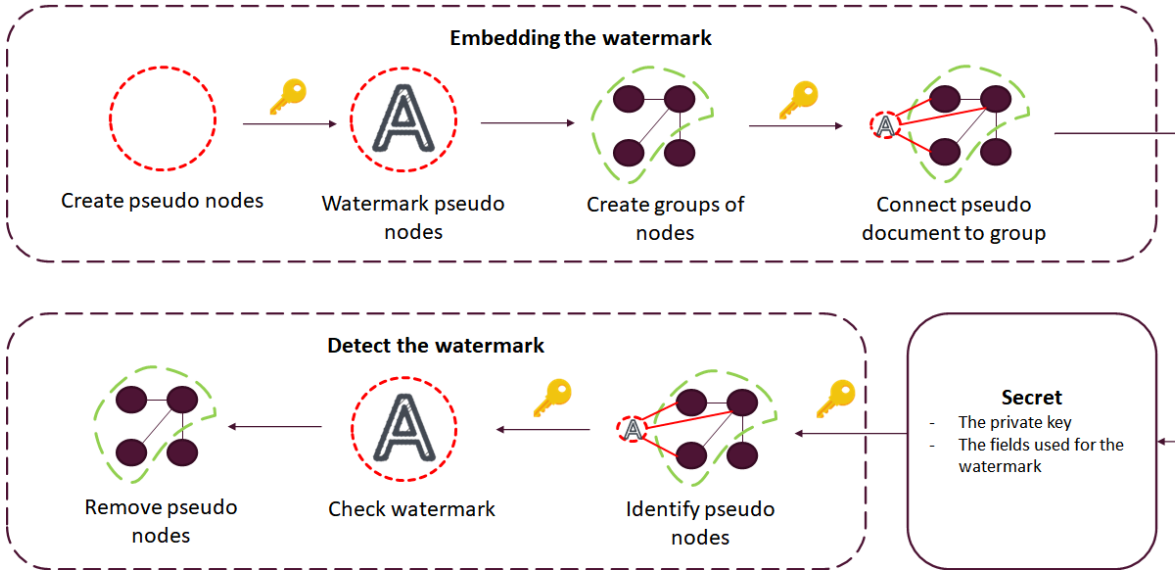 Embedding the watermark
A
A
Create pseudo nodes
Watermark pseudo
nodes
Create groups of
nodes
Connect pseudo
document to group
Secret
- The private key
- The fields used for the
watermark
Detect the watermark
A
A
Identify pseudo
nodes
Check watermark
Remove pseudo
nodes